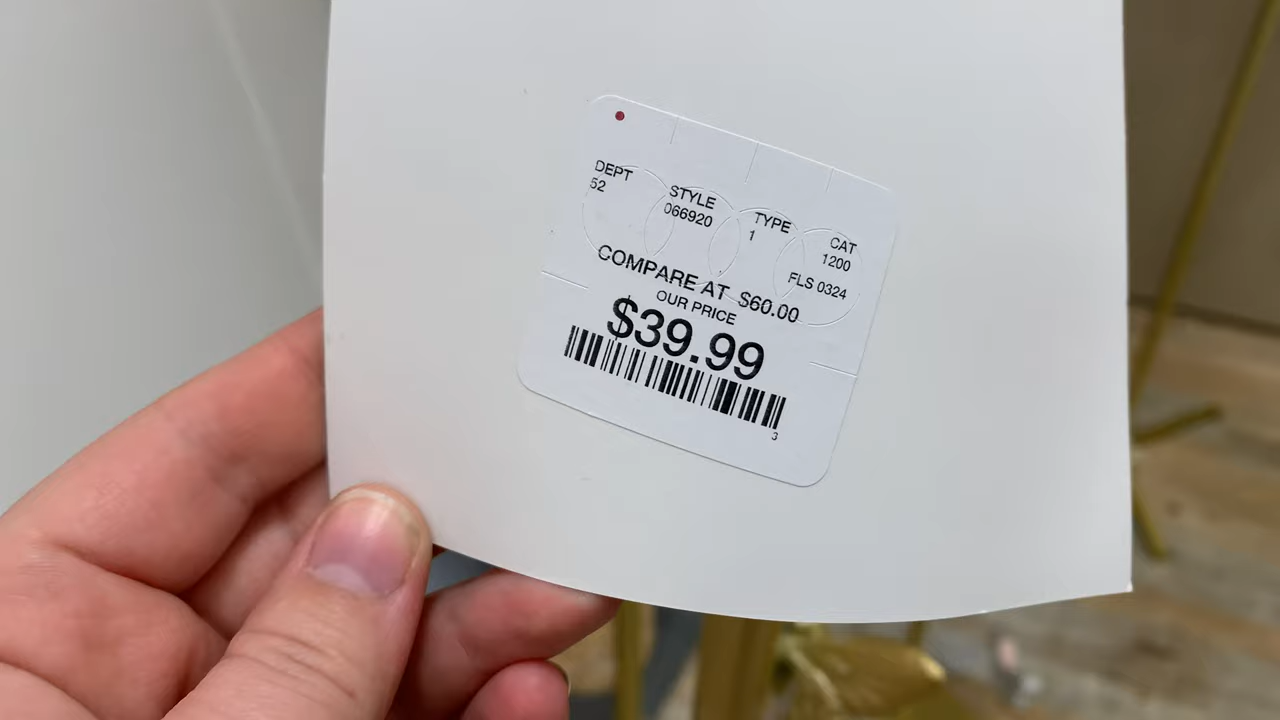 DEPT STYLE TYPE CAT
52 066920 1 1200
FLS 0324
COMPARE AT $60.00
OUR PRICE
$39.99
3